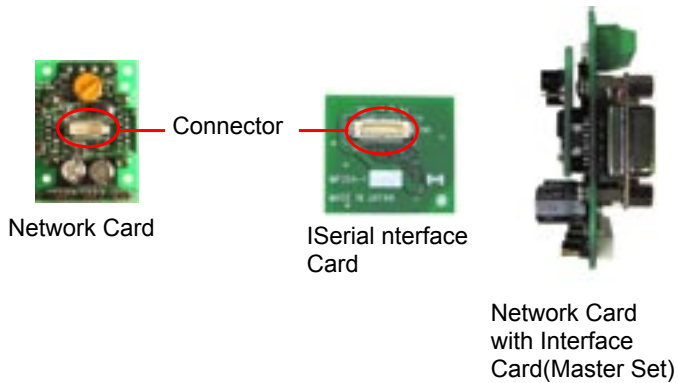 Connector
Network Card
ISerial nterface
Card
Network Card
with Interface
Card(Master Set)